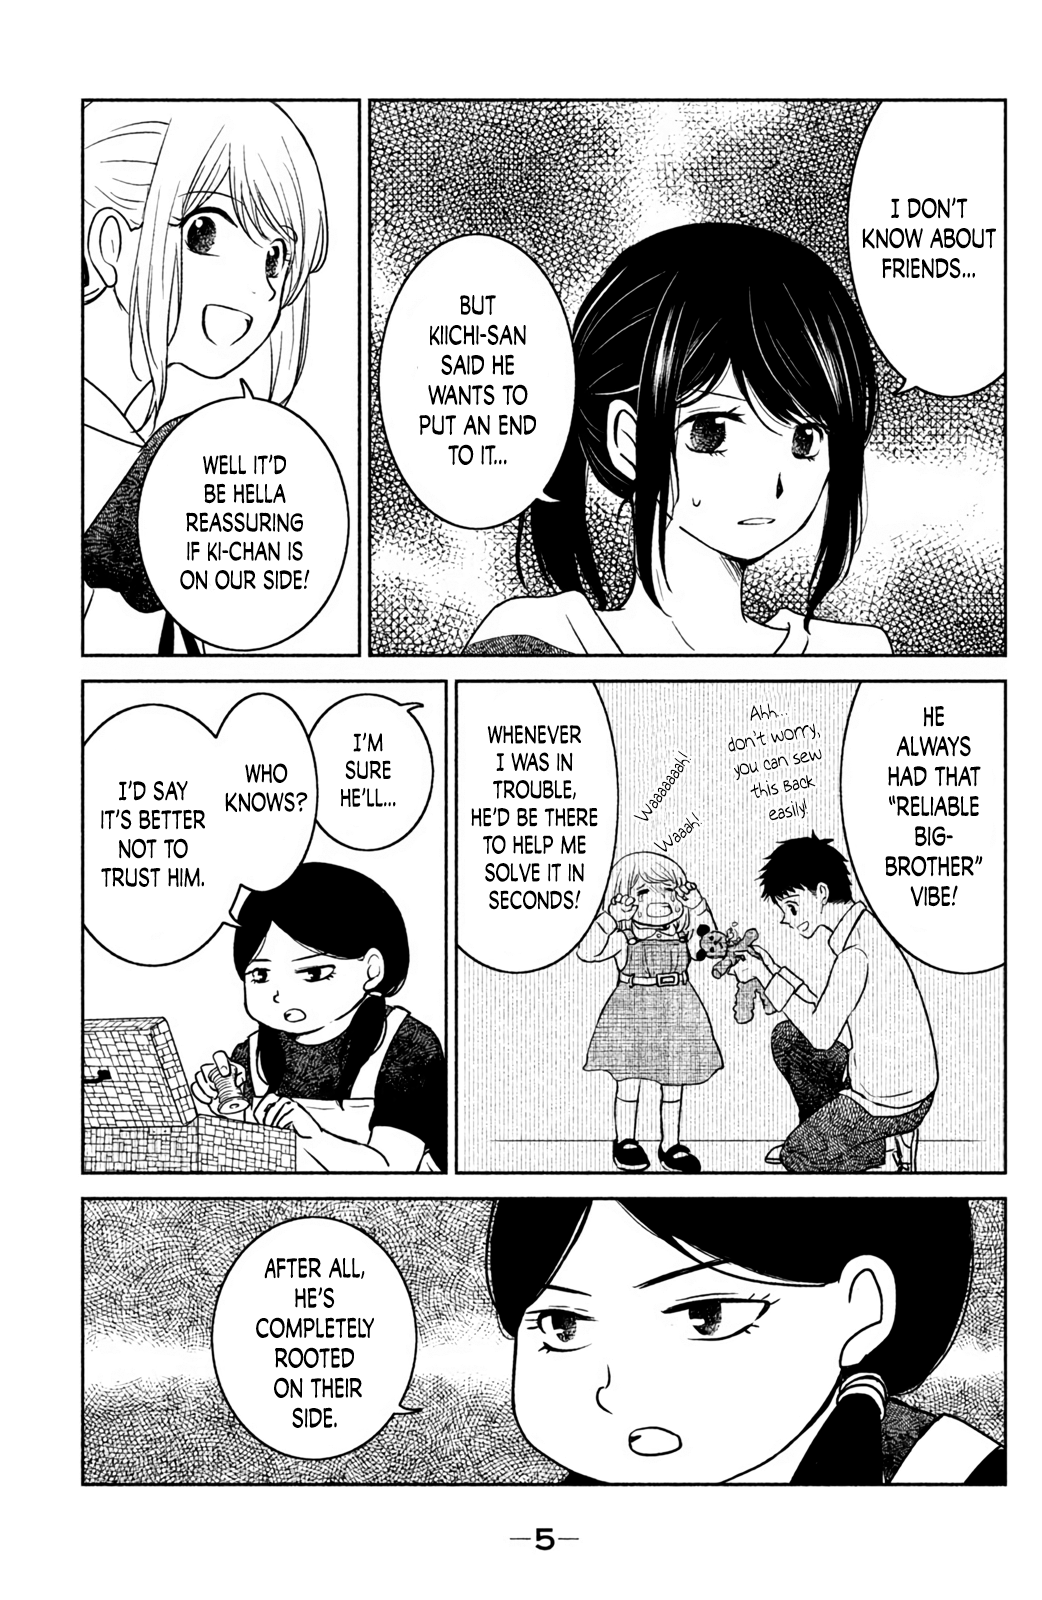 I DON'T
KNOW ABOUT
FRIENDS...
BUT
KIICHI-SAN
SAID HE
WANTS TO
PUT AN END
TO IT...
WELL IT'D
BE HELLA
REASSURING
IF KI-CHAN IS
ON OUR SIDE!
HE
ALWAYS
HAD THAT
"RELIABLE
BIG-
BROTHER"
VIBE!
Ahh...
don't worry,
you can sew
this back
easily!
Waaaaaaah!
Waaah!
WHENEVER
I WAS IN
TROUBLE,
HE'D BE THERE
TO HELP ME
SOLVE IT IN
SECONDS!
I'M
SURE
HE'LL...
WHO
KNOWS?
I'D SAY
IT'S BETTER
NOT TO
TRUST HIM.
AFTER ALL,
HE'S
COMPLETELY
ROOTED
ON THEIR
SIDE.
—5—